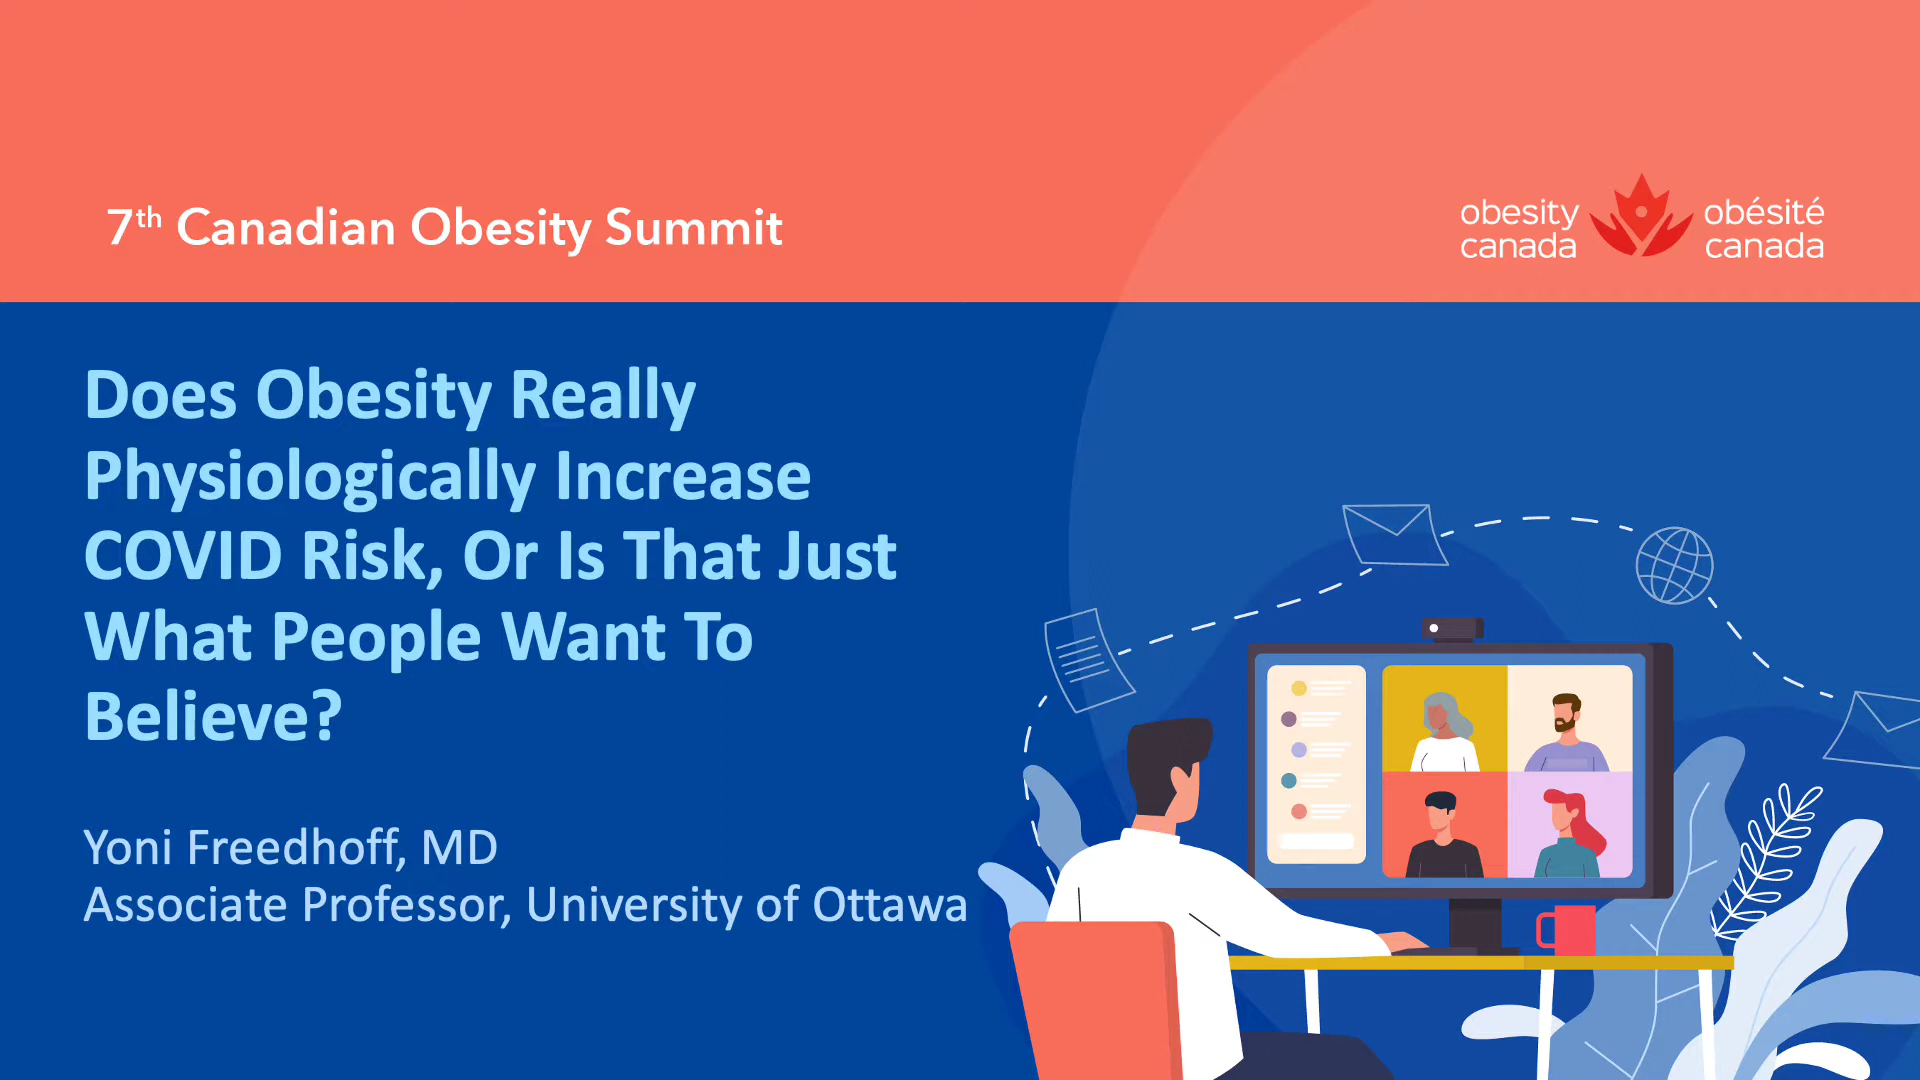 7th Canadian Obesity Summit
obesity canada
obésité canada
Does Obesity Really
Physiologically Increase
COVID Risk, Or Is That Just
What People Want To
Believe?
Yoni Freedhoff, MD
Associate Professor, University of Ottawa